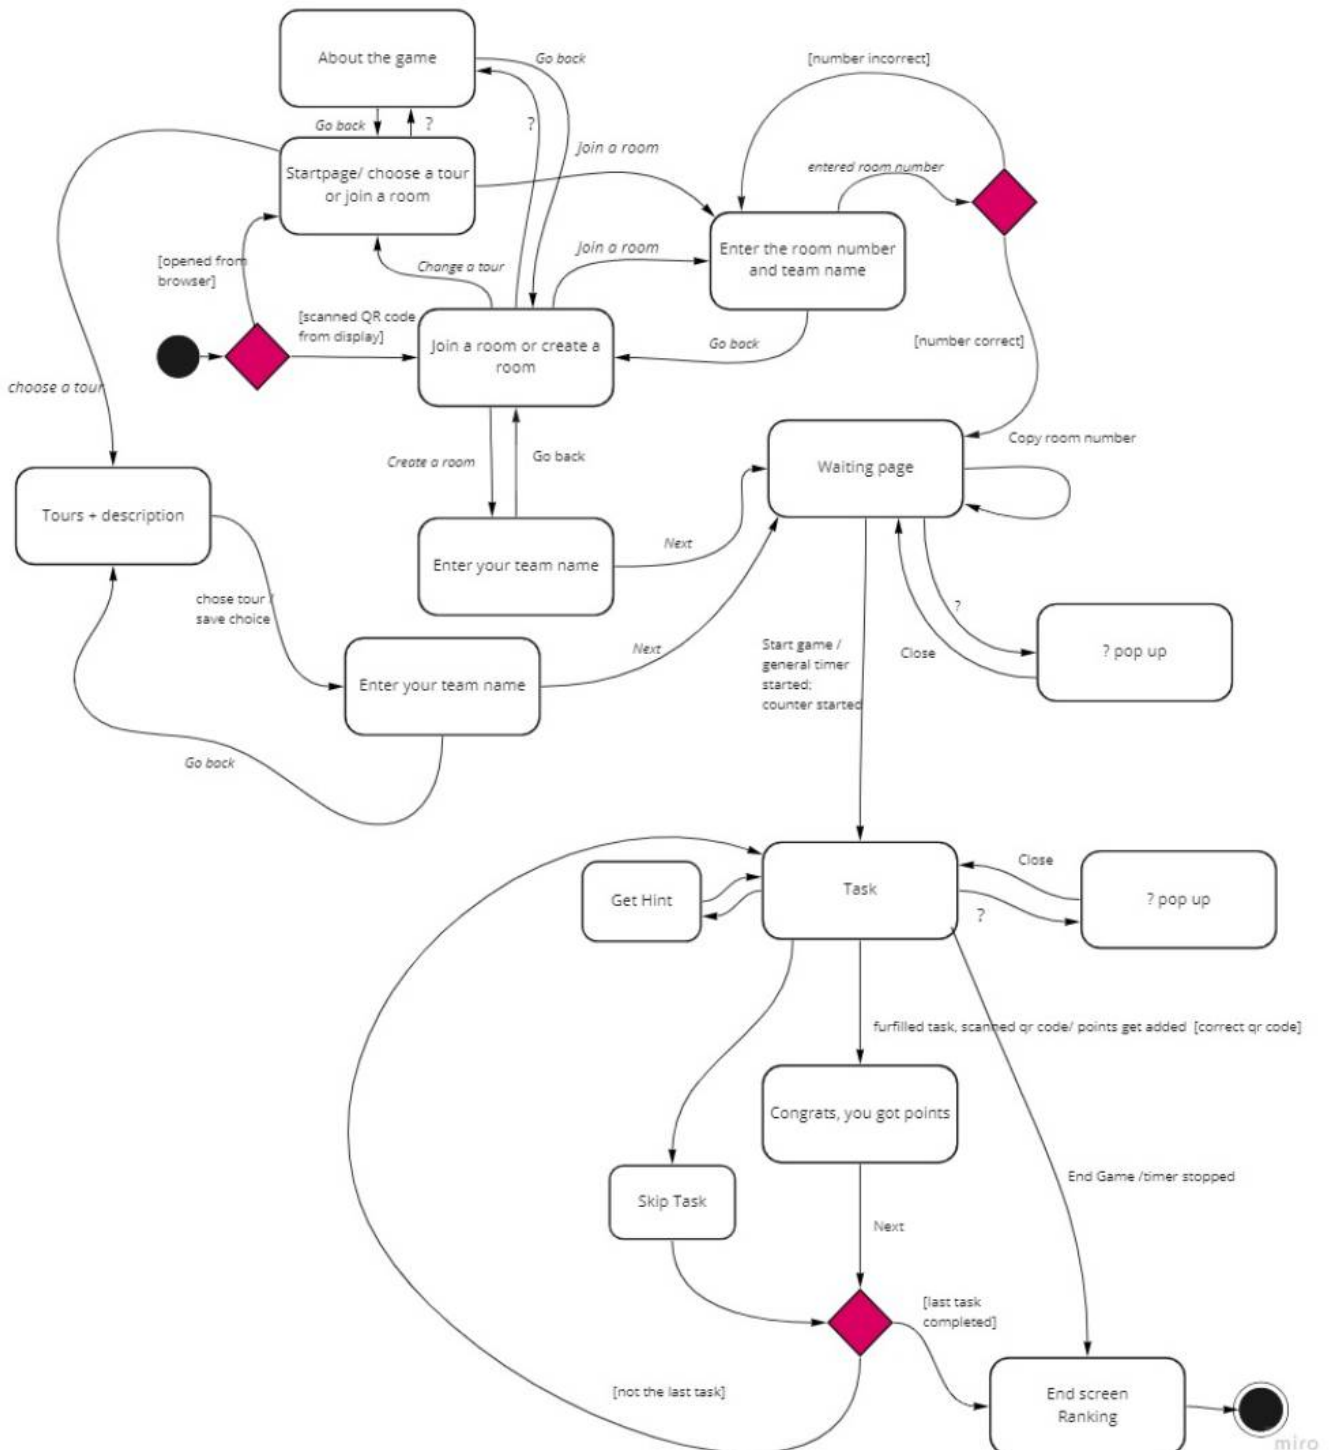 About the game
Go back
[number incorrect]
Go back
?
?
Join a room
entered room number
Startpage/ choose a tour
or join a room
Enter the room number
and team name
Join a room
[opened from
browser]
Change a tour
[scanned QR code
from display]
Join a room or create a
room
Go back
[number correct]
choose a tour
Copy room number
Create a room
Go back
Waiting page
Tours + description
Next
Enter your team name
chose tour /
save choice
?
Next
Start game /
general timer
started;
counter started
Close
? pop up
Enter your team name
Go back
Close
Get Hint
Task
?
? pop up
furfilled task, scanned qr code/ points get added [correct qr code]
Congrats, you got points
End Game /timer stopped
Skip Task
Next
[last task
completed]
[not the last task]
End screen
Ranking
miro